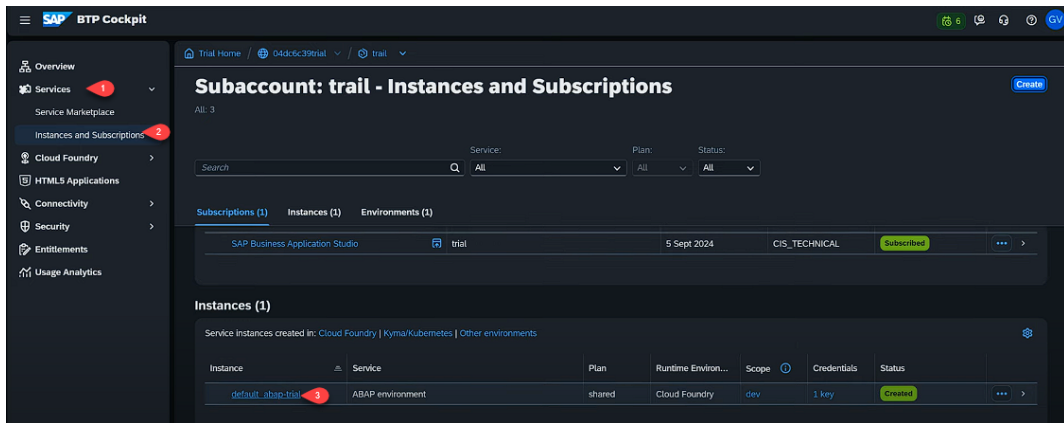 SAP BTP Cockpit
6
GV
Overview
Services 1
Service Marketplace
Instances and Subscriptions 2
Cloud Foundry
HTML5 Applications
Connectivity
Security
Entitlements
Usage Analytics
Trial Home / 04dc6c39trial / trail
Subaccount: trail - Instances and Subscriptions
Create
All: 3
Service: Plan: Status:
Search All All All
Subscriptions (1) Instances (1) Environments (1)
SAP Business Application Studio trial 5 Sept 2024 CIS_TECHNICAL Subscribed
Instances (1)
Service instances created in: Cloud Foundry | Kyma/Kubernetes | Other environments
Instance Service Plan Runtime Environ... Scope Credentials Status
default_abap-trial 3 ABAP environment shared Cloud Foundry dev 1 key Created